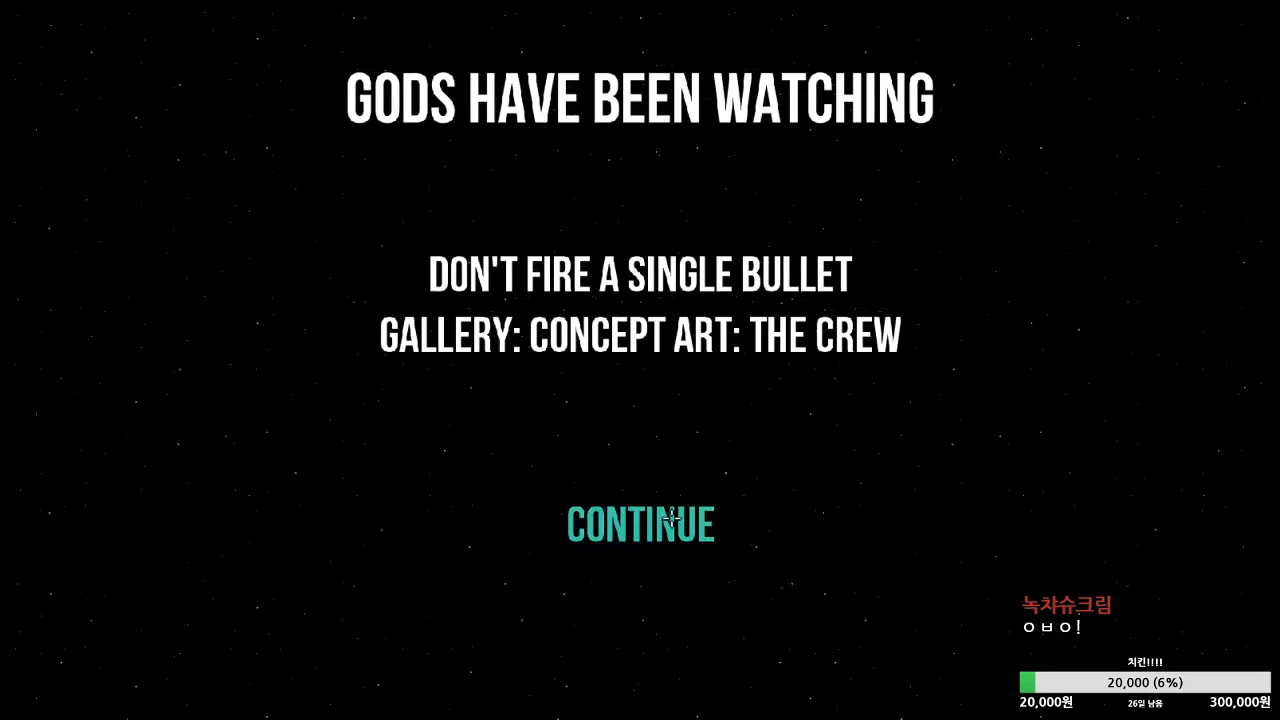 GODS HAVE BEEN WATCHING
DON'T FIRE A SINGLE BULLET
GALLERY: CONCEPT ART: THE CREW
CONTINUE
녹차슈크림
ㅇㅂㅇ!
치킨!!!!
20,000 (6%)
20,000원 26일 남음 300,000원